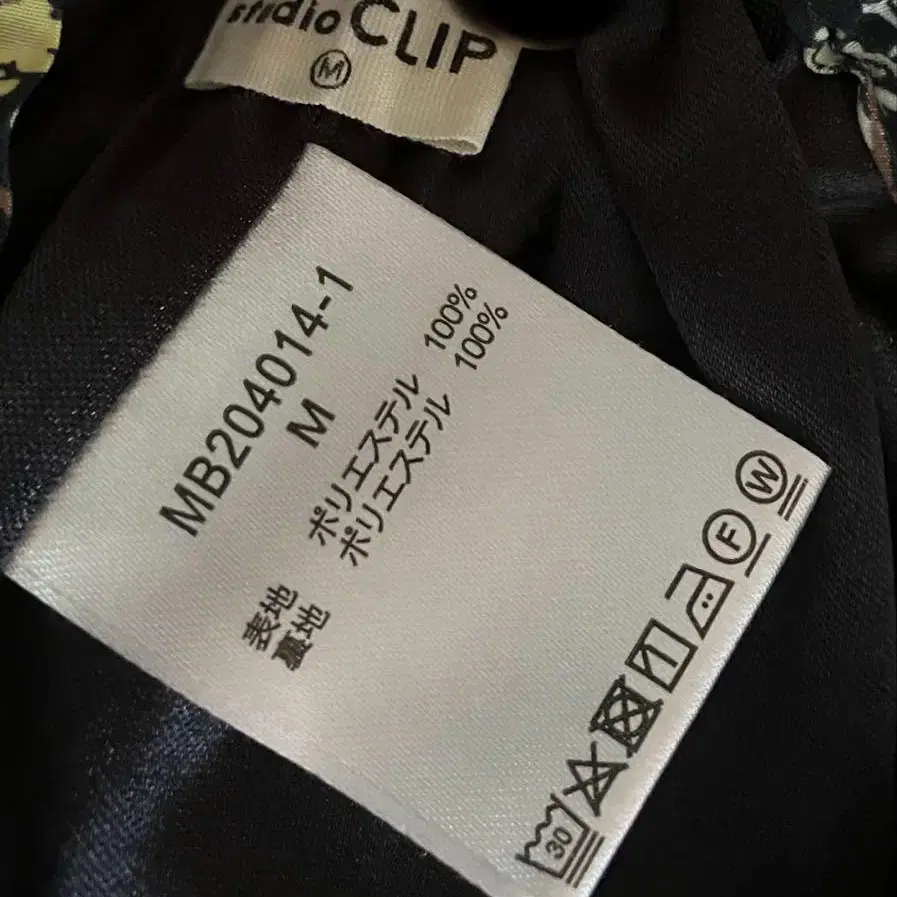 studio CLIP
M
MB204014-1
M
表地 ポリエステル 100%
裏地 ポリエステル 100%
30
F
W